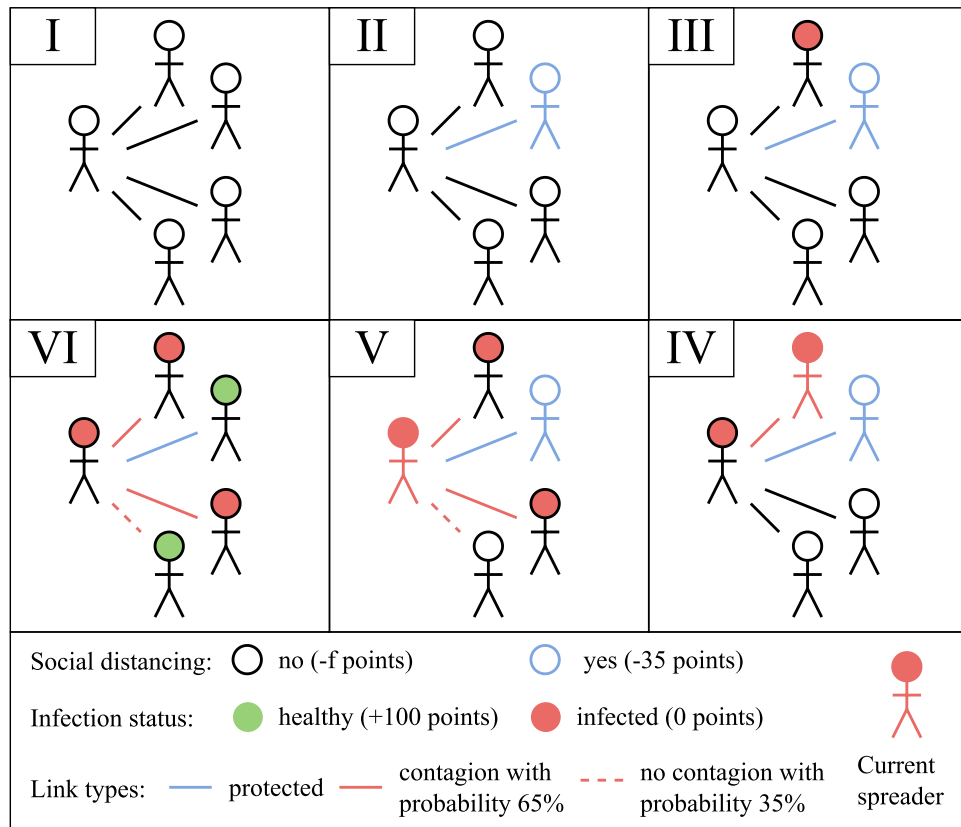 I
II
III
VI
V
IV
Social distancing: no (-f points) yes (-35 points)
Infection status: healthy (+100 points) infected (0 points)
Link types: protected contagion with probability 65% no contagion with probability 35%
Current spreader